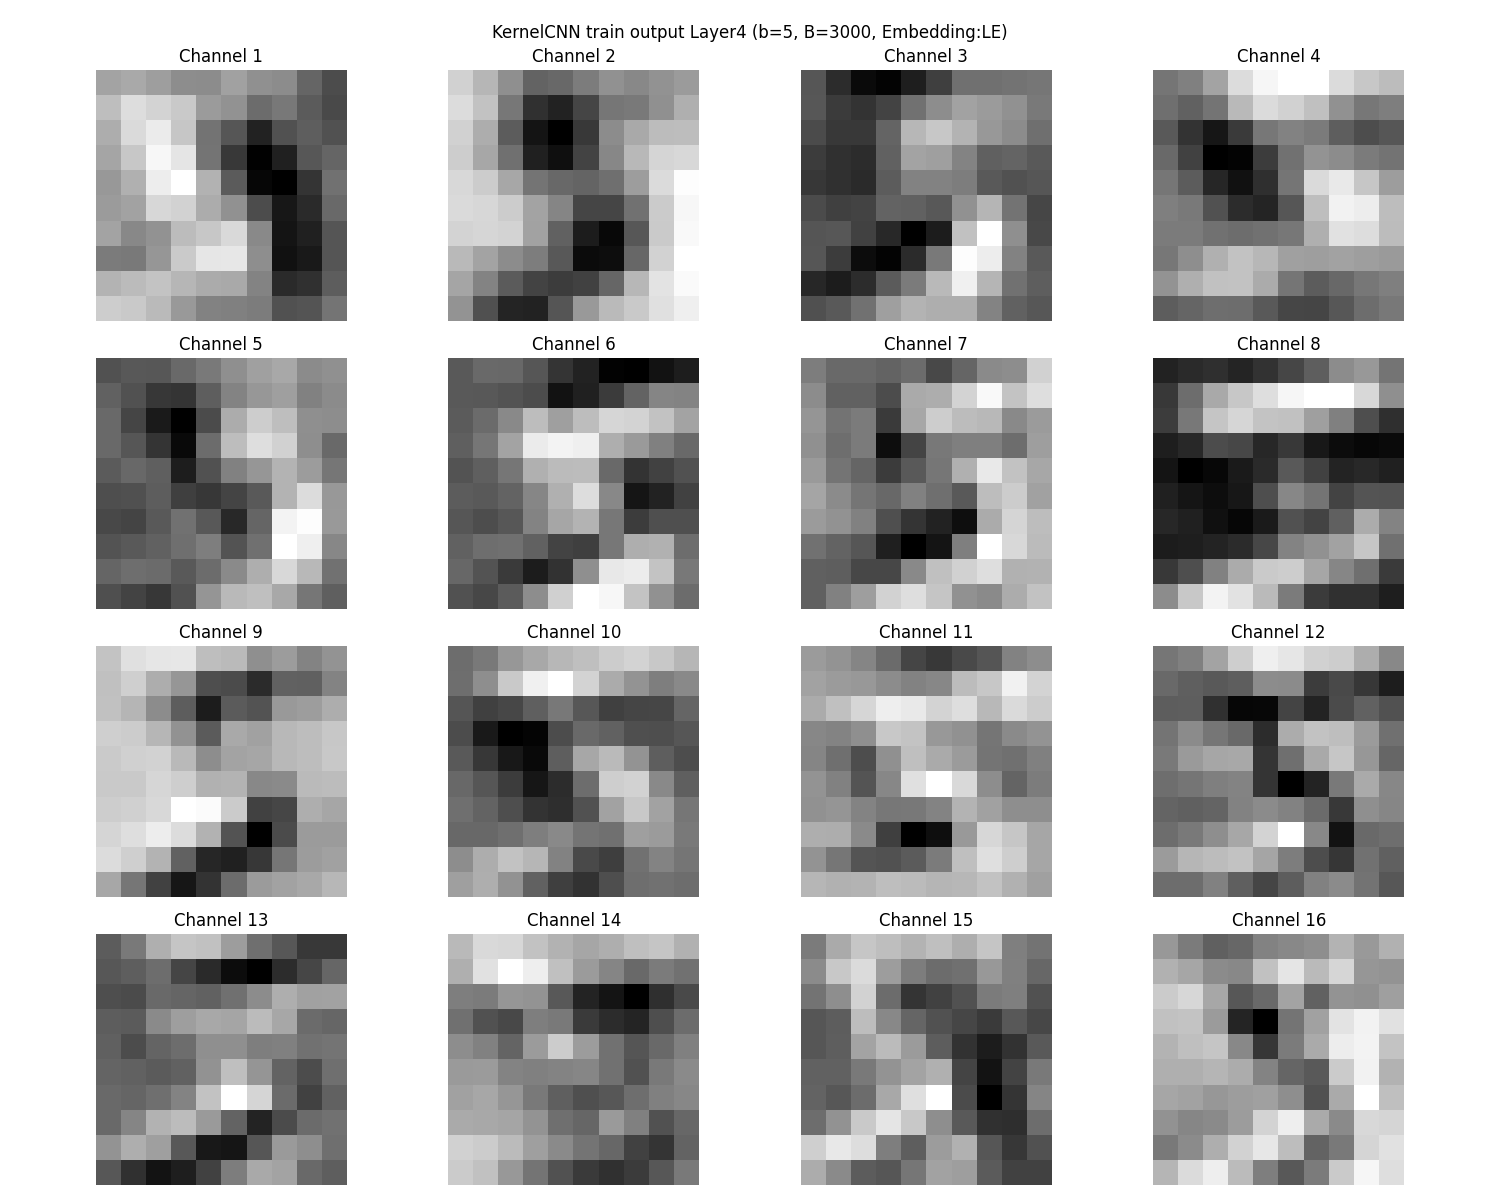 KernelCNN train output Layer4 (b=5, B=3000, Embedding:LE)
Channel 1
Channel 2
Channel 3
Channel 4
Channel 5
Channel 6
Channel 7
Channel 8
Channel 9
Channel 10
Channel 11
Channel 12
Channel 13
Channel 14
Channel 15
Channel 16